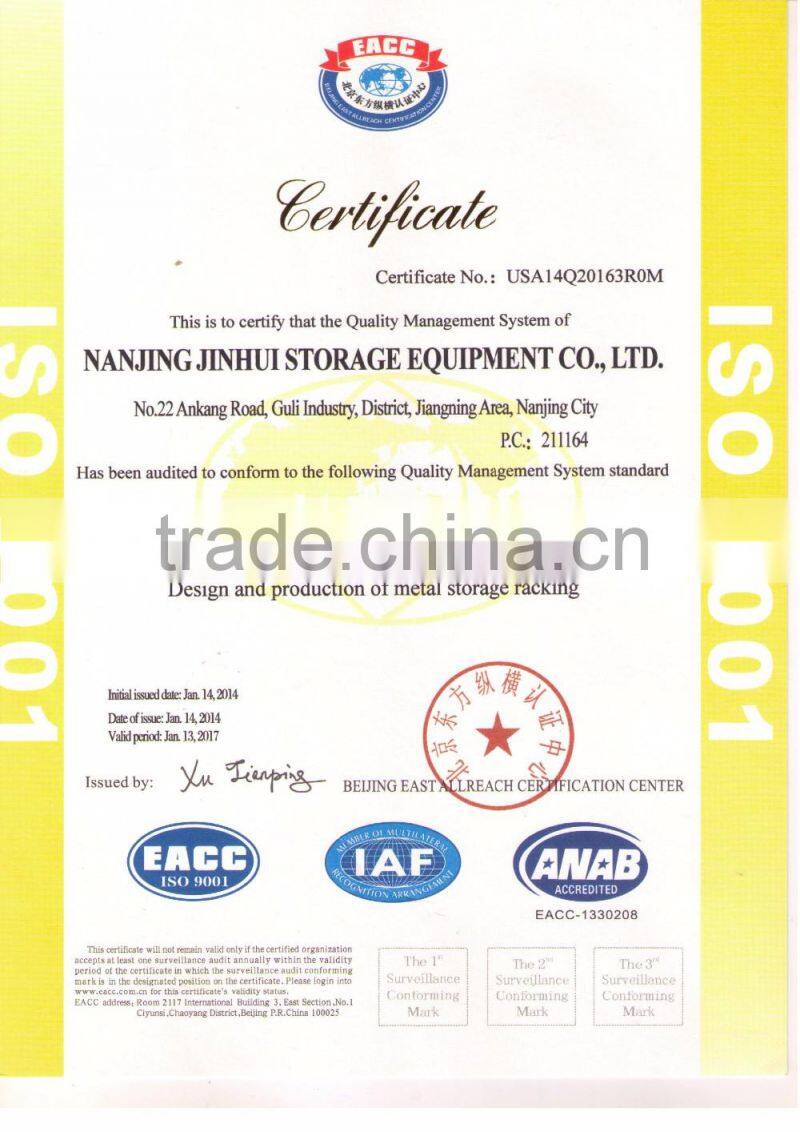 EACC
北京东方纵横认证中心
BEIJING EAST ALLREACH CERTIFICATION CENTER
Certificate
Certificate No.: USA14Q20163R0M
This is to certify that the Quality Management System of
NANJING JINHUI STORAGE EQUIPMENT CO., LTD.
No.22 Ankang Road, Guli Industry, District, Jiangning Area, Nanjing City
P.C.: 211164
Has been audited to conform to the following Quality Management System standard
trade.china.cn
Design and production of metal storage racking
ISO 9001
ISO 9001
Initial issued date: Jan. 14, 2014
Date of issue: Jan. 14, 2014
Valid period: Jan. 13, 2017
北京东方纵横认证中心
Issued by: Xu Tianping
BEIJING EAST ALLREACH CERTIFICATION CENTER
EACC
ISO 9001
MEMBER OF MULTILATERAL
IAF
RECOGNITION ARRANGEMENT
ANAB
ACCREDITED
EACC-1330208
This certificate will not remain valid only if the certified organization
accepts at least one surveillance audit annually within the validity
period of the certificate in which the surveillance audit conforming
mark is in the designated position on the certificate. Please login into
www.eacc.com.cn for this certificate's validity status.
EACC address: Room 2117 International Building 3, East Section,No.1
Ciyunsi,Chaoyang District,Beijing P.R.China 100025
The 1st
Surveillance
Conforming
Mark
The 2nd
Surveillance
Conforming
Mark
The 3rd
Surveillance
Conforming
Mark